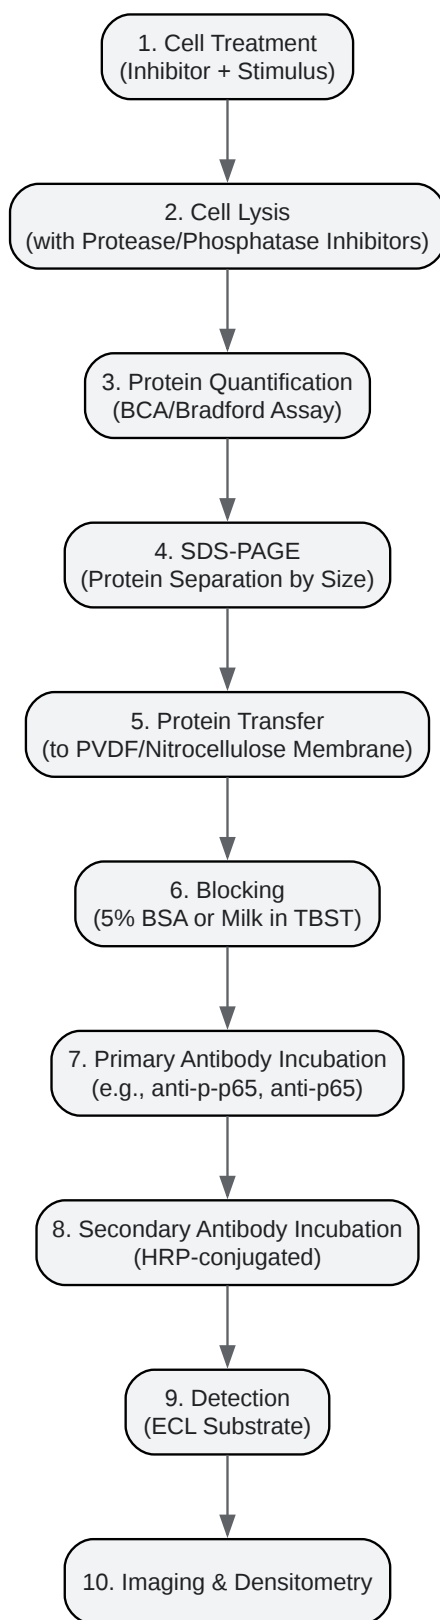 1. Cell Treatment
(Inhibitor + Stimulus)
2. Cell Lysis
(with Protease/Phosphatase Inhibitors)
3. Protein Quantification
(BCA/Bradford Assay)
4. SDS-PAGE
(Protein Separation by Size)
5. Protein Transfer
(to PVDF/Nitrocellulose Membrane)
6. Blocking
(5% BSA or Milk in TBST)
7. Primary Antibody Incubation
(e.g., anti-p-p65, anti-p65)
8. Secondary Antibody Incubation
(HRP-conjugated)
9. Detection
(ECL Substrate)
10. Imaging & Densitometry